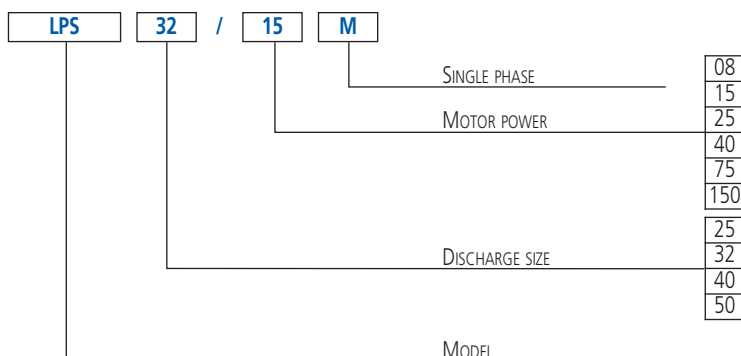 LPS 32 / 15 M
SINGLE PHASE
MOTOR POWER
08
15
25
40
75
150
DISCHARGE SIZE
25
32
40
50
MODEL